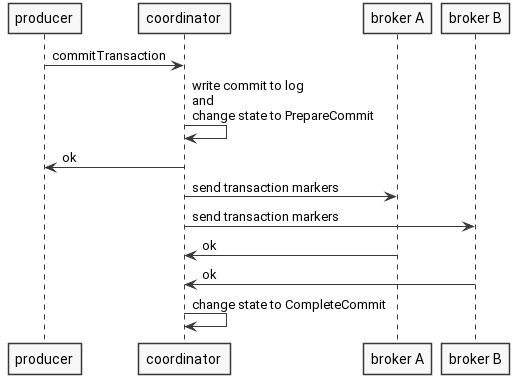 producer
coordinator
broker A
broker B
commitTransaction
write commit to log
and
change state to PrepareCommit
ok
send transaction markers
send transaction markers
ok
ok
change state to CompleteCommit
producer
coordinator
broker A
broker B